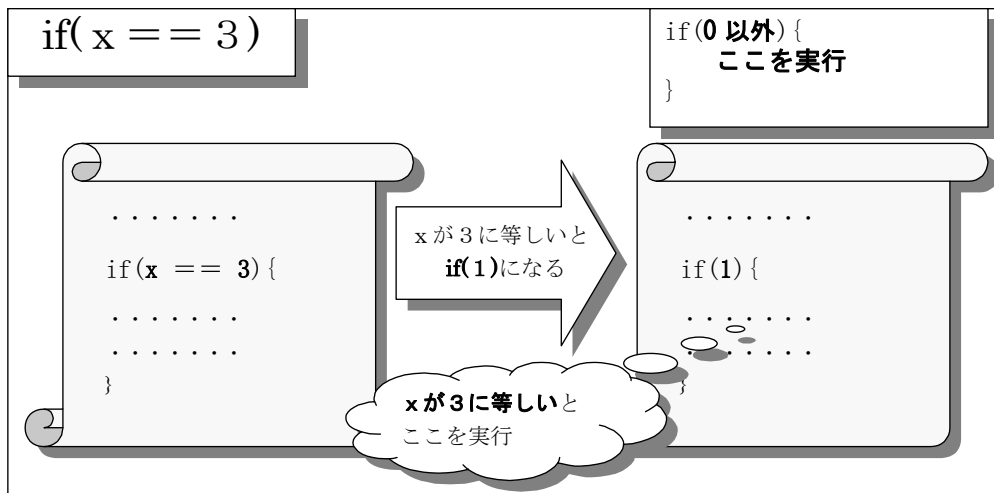 if( x == 3 )
if(0 以外){
ここを実行
}
・・・・・・・
if(x == 3){
・・・・・・・
・・・・・・・
}
xが3に等しいと
if(1)になる
・・・・・・・
if(1){
・・・・・・・
・・・・・・・
}
xが3に等しいと
ここを実行